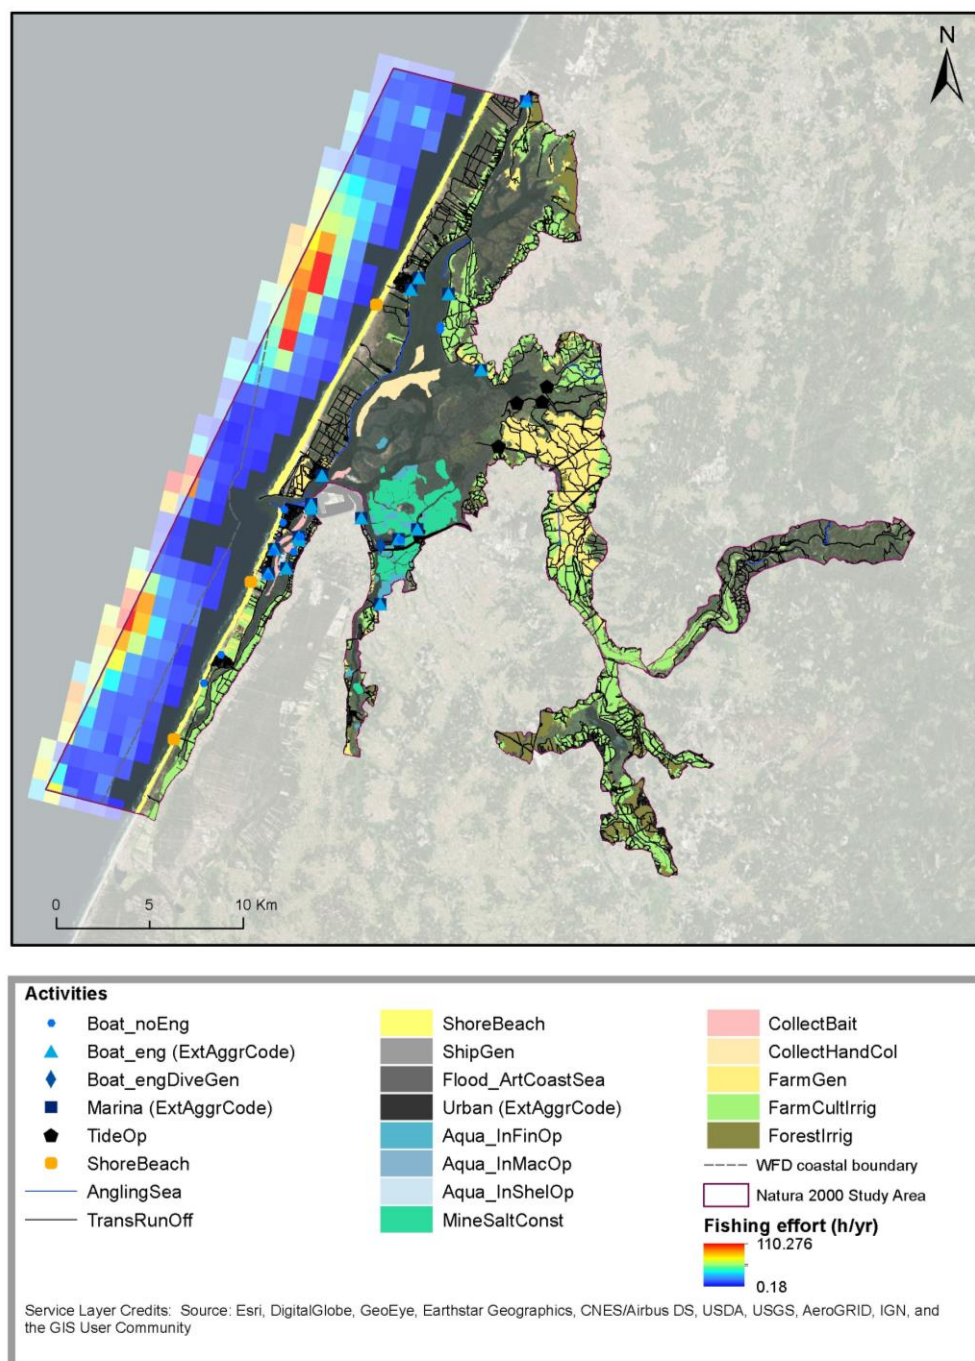 N
0 5 10 Km
Activities
Boat_noEng
Boat_eng (ExtAggrCode)
Boat_engDiveGen
Marina (ExtAggrCode)
TideOp
ShoreBeach
AnglingSea
TransRunOff
ShoreBeach
ShipGen
Flood_ArtCoastSea
Urban (ExtAggrCode)
Aqua_InFinOp
Aqua_InMacOp
Aqua_InShelOp
MineSaltConst
CollectBait
CollectHandCol
FarmGen
FarmCultIrrig
ForestIrrig
WFD coastal boundary
Natura 2000 Study Area
Fishing effort (h/yr)
110.276
0.18
Service Layer Credits: Source: Esri, DigitalGlobe, GeoEye, Earthstar Geographics, CNES/Airbus DS, USDA, USGS, AeroGRID, IGN, and
the GIS User Community